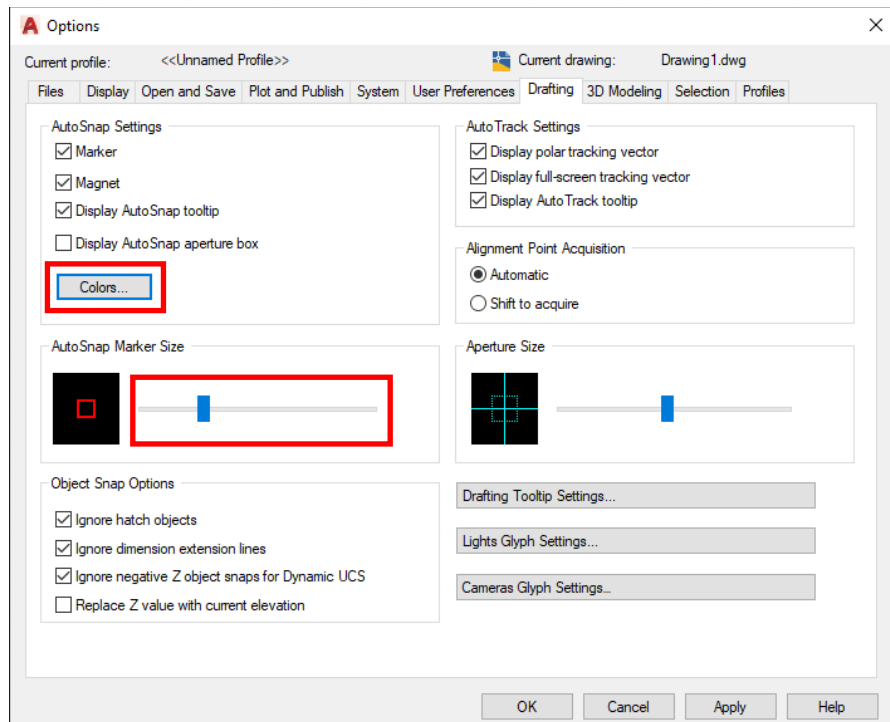 A Options
Current profile: <<Unnamed Profile>> Current drawing: Drawing1.dwg
Files Display Open and Save Plot and Publish System User Preferences Drafting 3D Modeling Selection Profiles
AutoSnap Settings
Marker
Magnet
Display AutoSnap tooltip
Display AutoSnap aperture box
Colors...
AutoTrack Settings
Display polar tracking vector
Display full-screen tracking vector
Display AutoTrack tooltip
Alignment Point Acquisition
Automatic
Shift to acquire
AutoSnap Marker Size
Aperture Size
Object Snap Options
Ignore hatch objects
Ignore dimension extension lines
Ignore negative Z object snaps for Dynamic UCS
Replace Z value with current elevation
Drafting Tooltip Settings...
Lights Glyph Settings...
Cameras Glyph Settings...
OK Cancel Apply Help